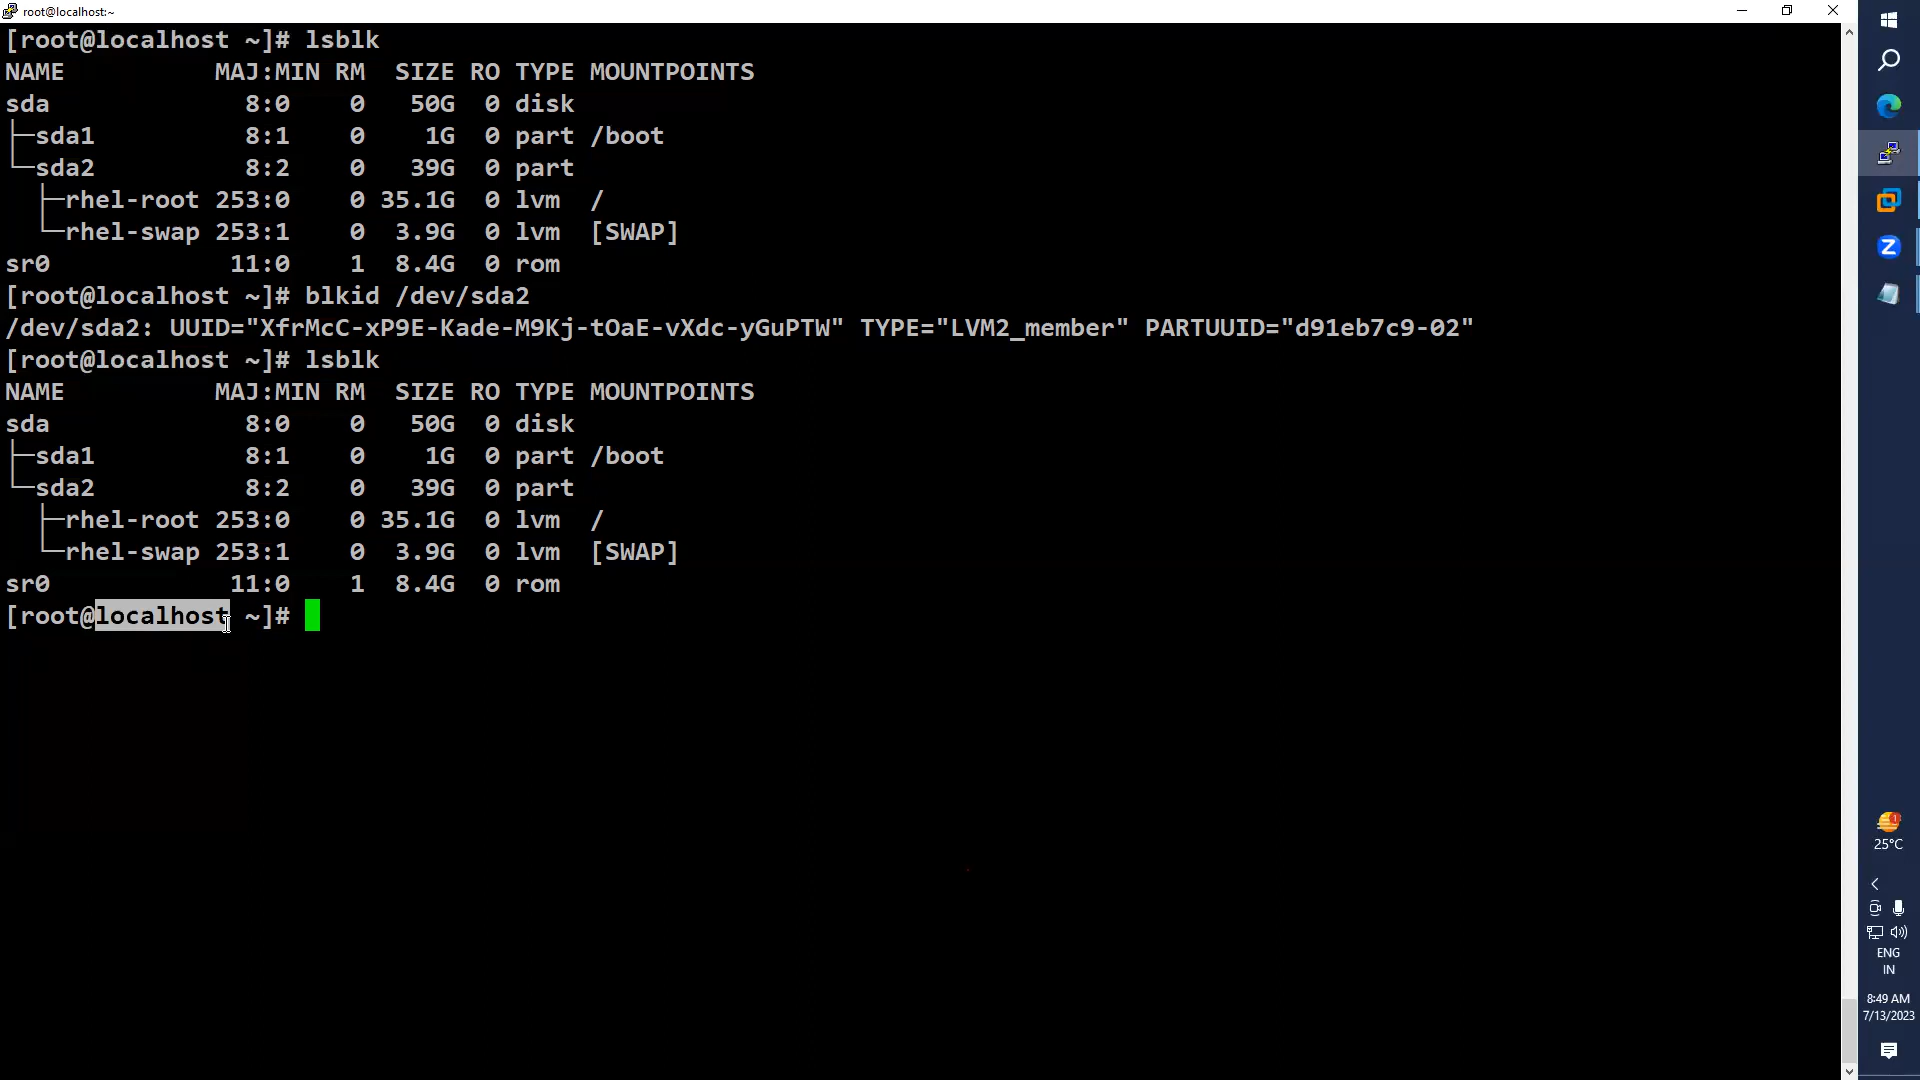 root@localhost:~
[root@localhost ~]# lsblk
NAME          MAJ:MIN RM  SIZE RO TYPE MOUNTPOINTS
sda             8:0    0   50G  0 disk
├─sda1          8:1    0    1G  0 part /boot
└─sda2          8:2    0   39G  0 part
  ├─rhel-root 253:0    0 35.1G  0 lvm  /
  └─rhel-swap 253:1    0  3.9G  0 lvm  [SWAP]
sr0            11:0    1  8.4G  0 rom
[root@localhost ~]# blkid /dev/sda2
/dev/sda2: UUID="XfrMcC-xP9E-Kade-M9Kj-tOaE-vXdc-yGuPTW" TYPE="LVM2_member" PARTUUID="d91eb7c9-02"
[root@localhost ~]# lsblk
NAME          MAJ:MIN RM  SIZE RO TYPE MOUNTPOINTS
sda             8:0    0   50G  0 disk
├─sda1          8:1    0    1G  0 part /boot
└─sda2          8:2    0   39G  0 part
  ├─rhel-root 253:0    0 35.1G  0 lvm  /
  └─rhel-swap 253:1    0  3.9G  0 lvm  [SWAP]
sr0            11:0    1  8.4G  0 rom
[root@localhost ~]#
Z
1
25°C
ENG
IN
8:49 AM
7/13/2023